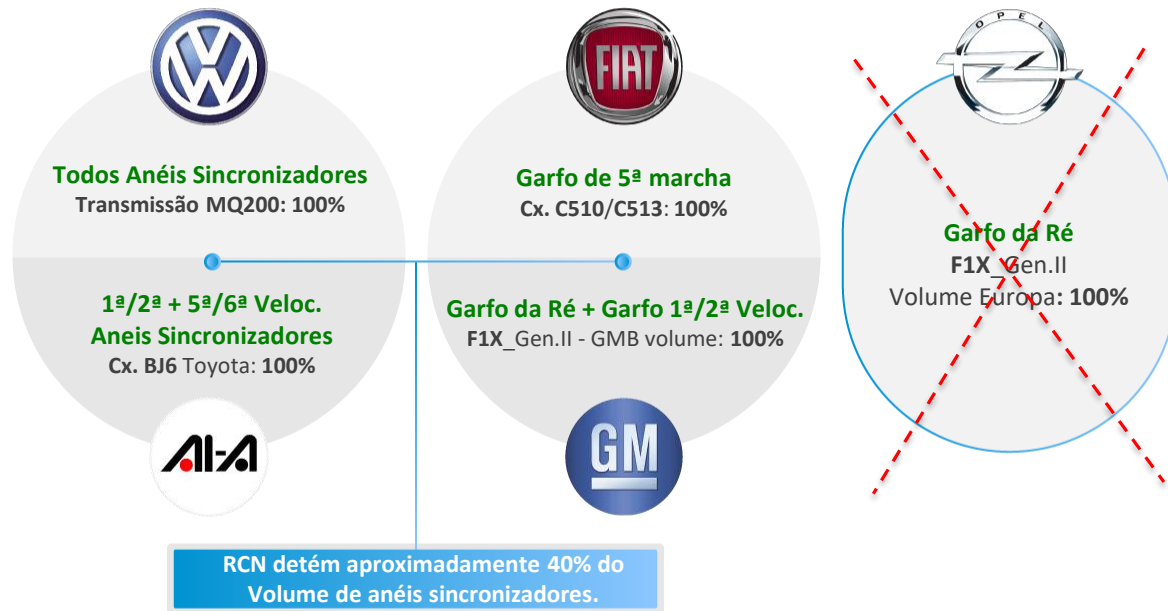 FIAT
OPEL
Todos Anéis Sincronizadores
Transmissão MQ200: 100%
Garfo de 5ª marcha
Cx. C510/C513: 100%
Garfo da Ré
F1X_Gen.II
Volume Europa: 100%
1ª/2ª + 5ª/6ª Veloc.
Aneis Sincronizadores
Cx. BJ6 Toyota: 100%
Garfo da Ré + Garfo 1ª/2ª Veloc.
F1X_Gen.II - GMB volume: 100%
AI-A
GM
RCN detém aproximadamente 40% do
Volume de anéis sincronizadores.